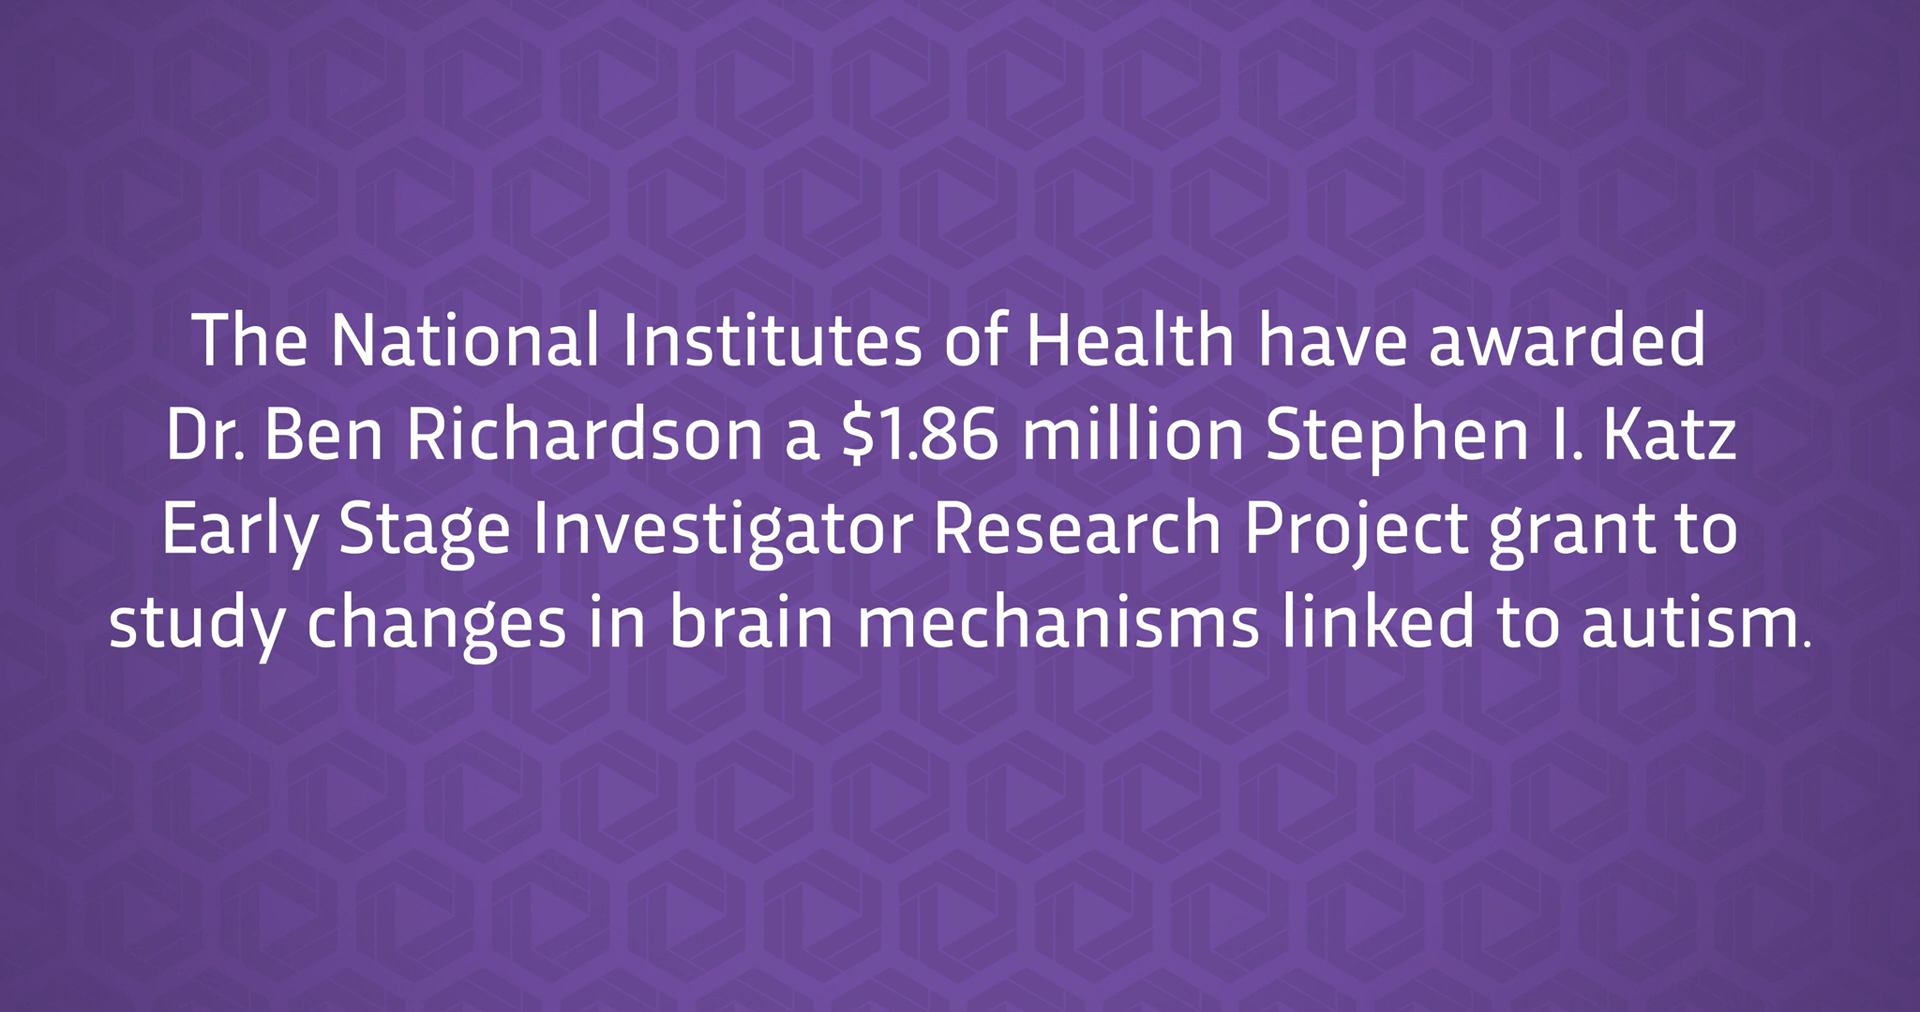 The National Institutes of Health have awarded
Dr. Ben Richardson a $1.86 million Stephen I. Katz
Early Stage Investigator Research Project grant to
study changes in brain mechanisms linked to autism.